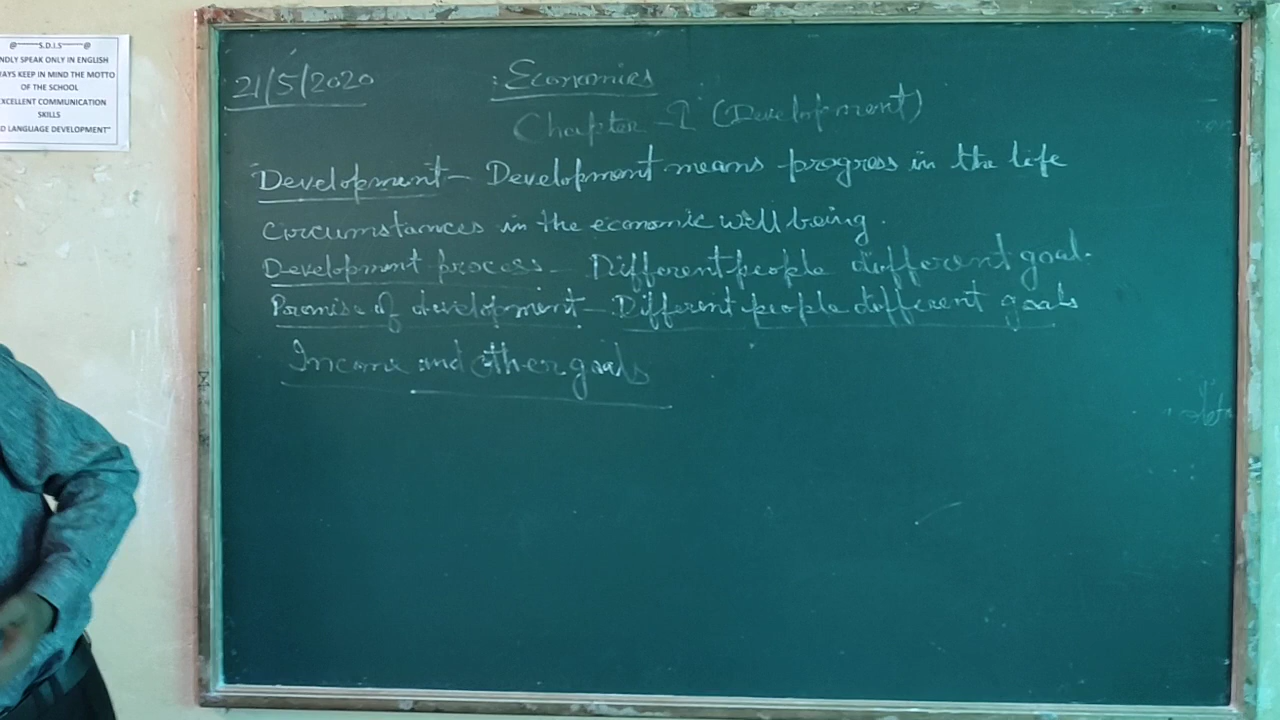 @"""""""S.D.I.S"""""""@
NDLY SPEAK ONLY IN ENGLISH
AYS KEEP IN MIND THE MOTTO
OF THE SCHOOL
XCELLENT COMMUNICATION
SKILLS
D LANGUAGE DEVELOPMENT"
21/5/2020
: Economics
Chapter - 1 (Development)
Development - Development means progress in the life
circumstances in the economic well being.
Development process - Different people different goal.
Promise of development - Different people different goals
Income and other goals